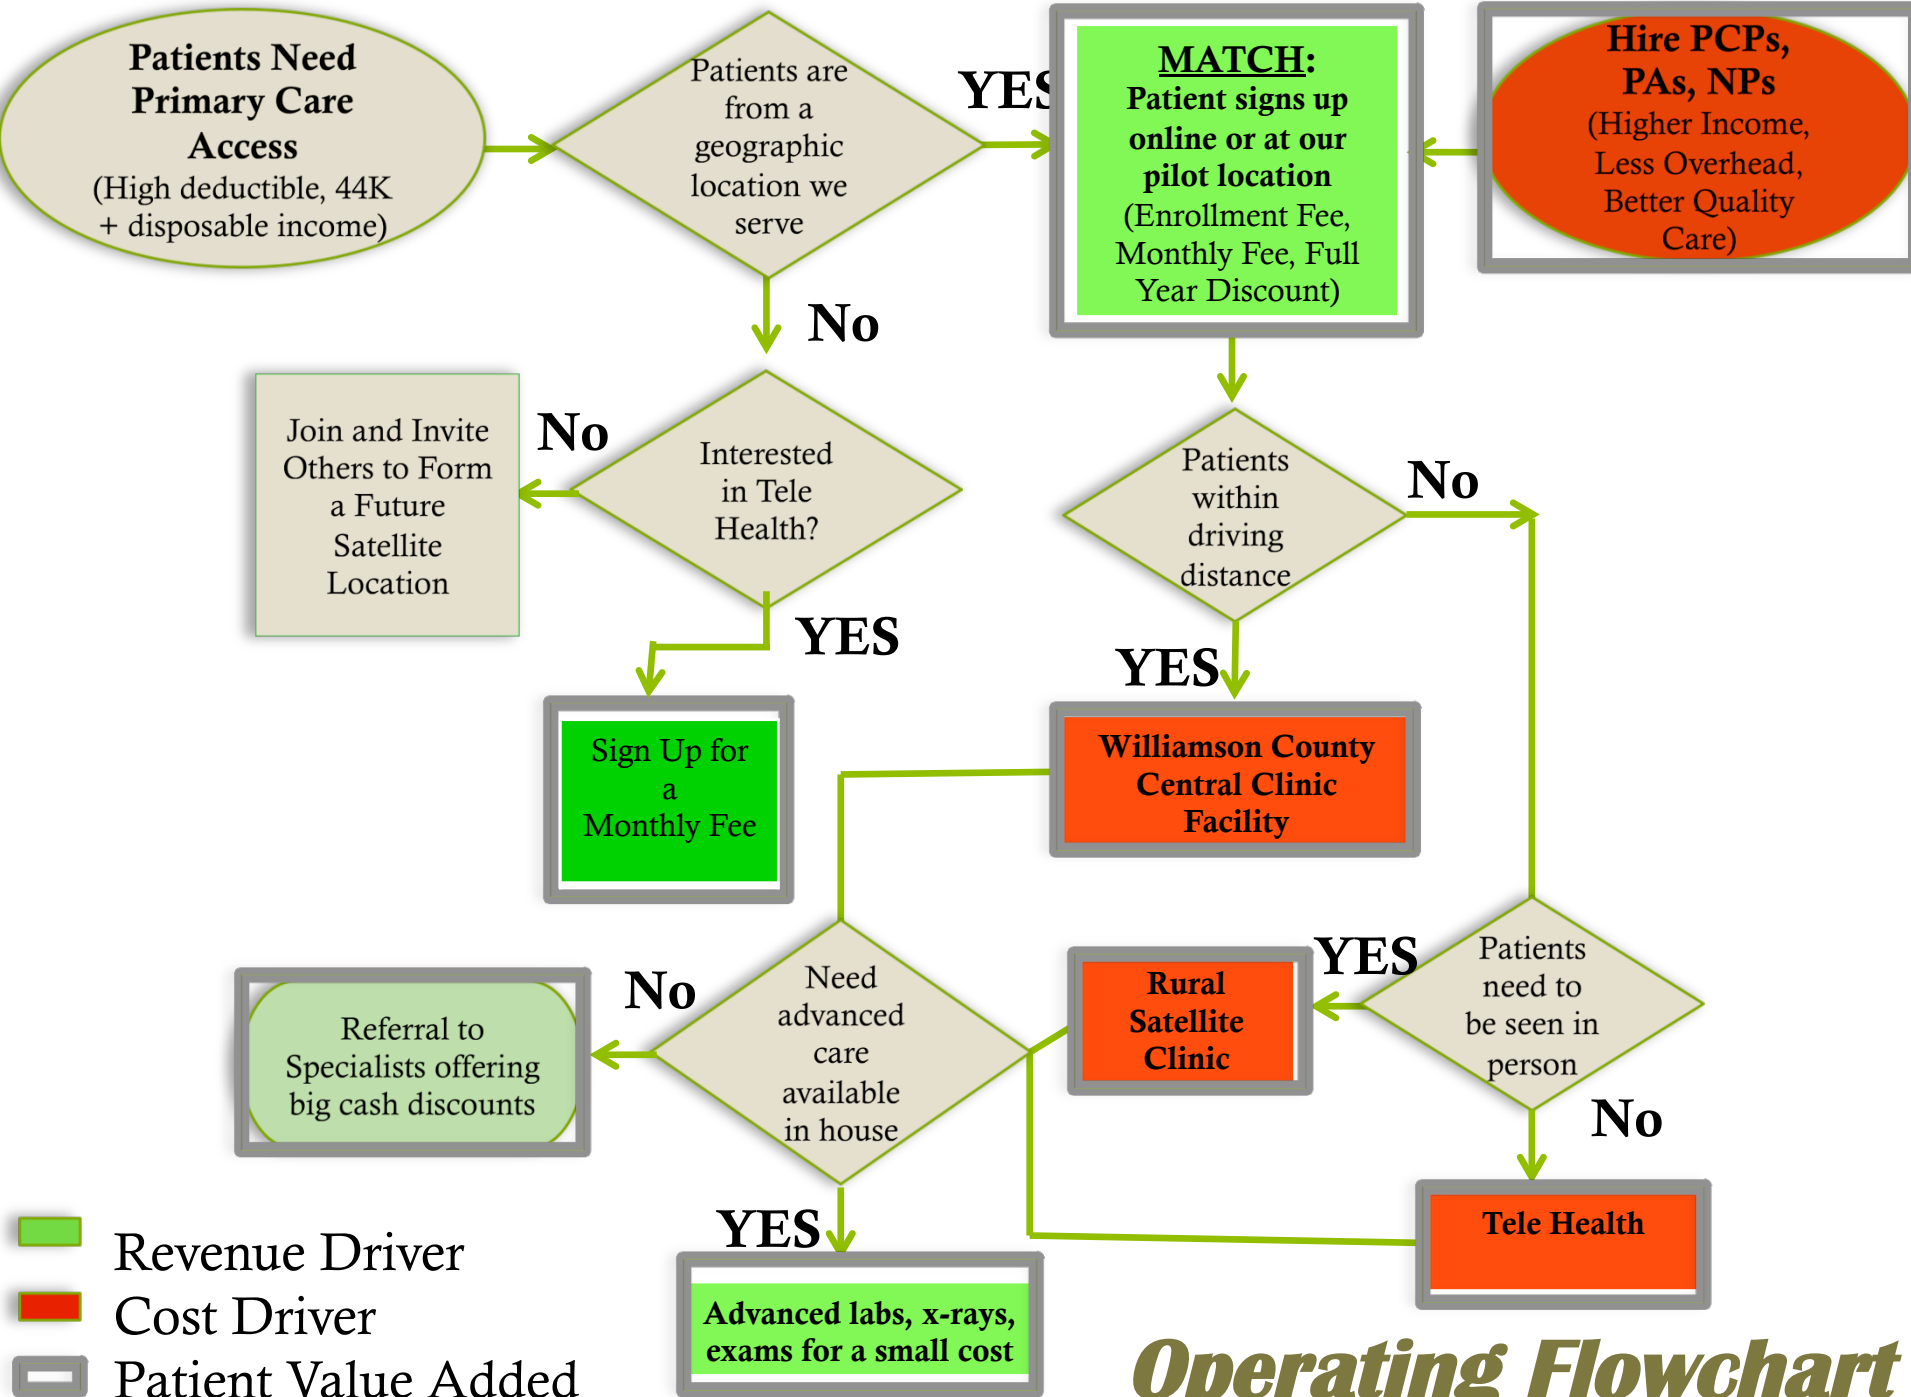 Patients Need
Primary Care
Access
(High deductible, 44K
+ disposable income)
Patients are
from a
geographic
location we
serve
YES
MATCH:
Patient signs up
online or at our
pilot location
(Enrollment Fee,
Monthly Fee, Full
Year Discount)
Hire PCPs,
PAs, NPs
(Higher Income,
Less Overhead,
Better Quality
Care)
No
Join and Invite
Others to Form
a Future
Satellite
Location
No
Interested
in Tele
Health?
Patients
within
driving
distance
No
YES
YES
Sign Up for
a
Monthly Fee
Williamson County
Central Clinic
Facility
Referral to
Specialists offering
big cash discounts
No
Need
advanced
care
available
in house
Rural
Satellite
Clinic
YES
Patients
need to
be seen in
person
No
YES
Tele Health
Advanced labs, x-rays,
exams for a small cost
Revenue Driver
Cost Driver
Patient Value Added
Operating Flowchart